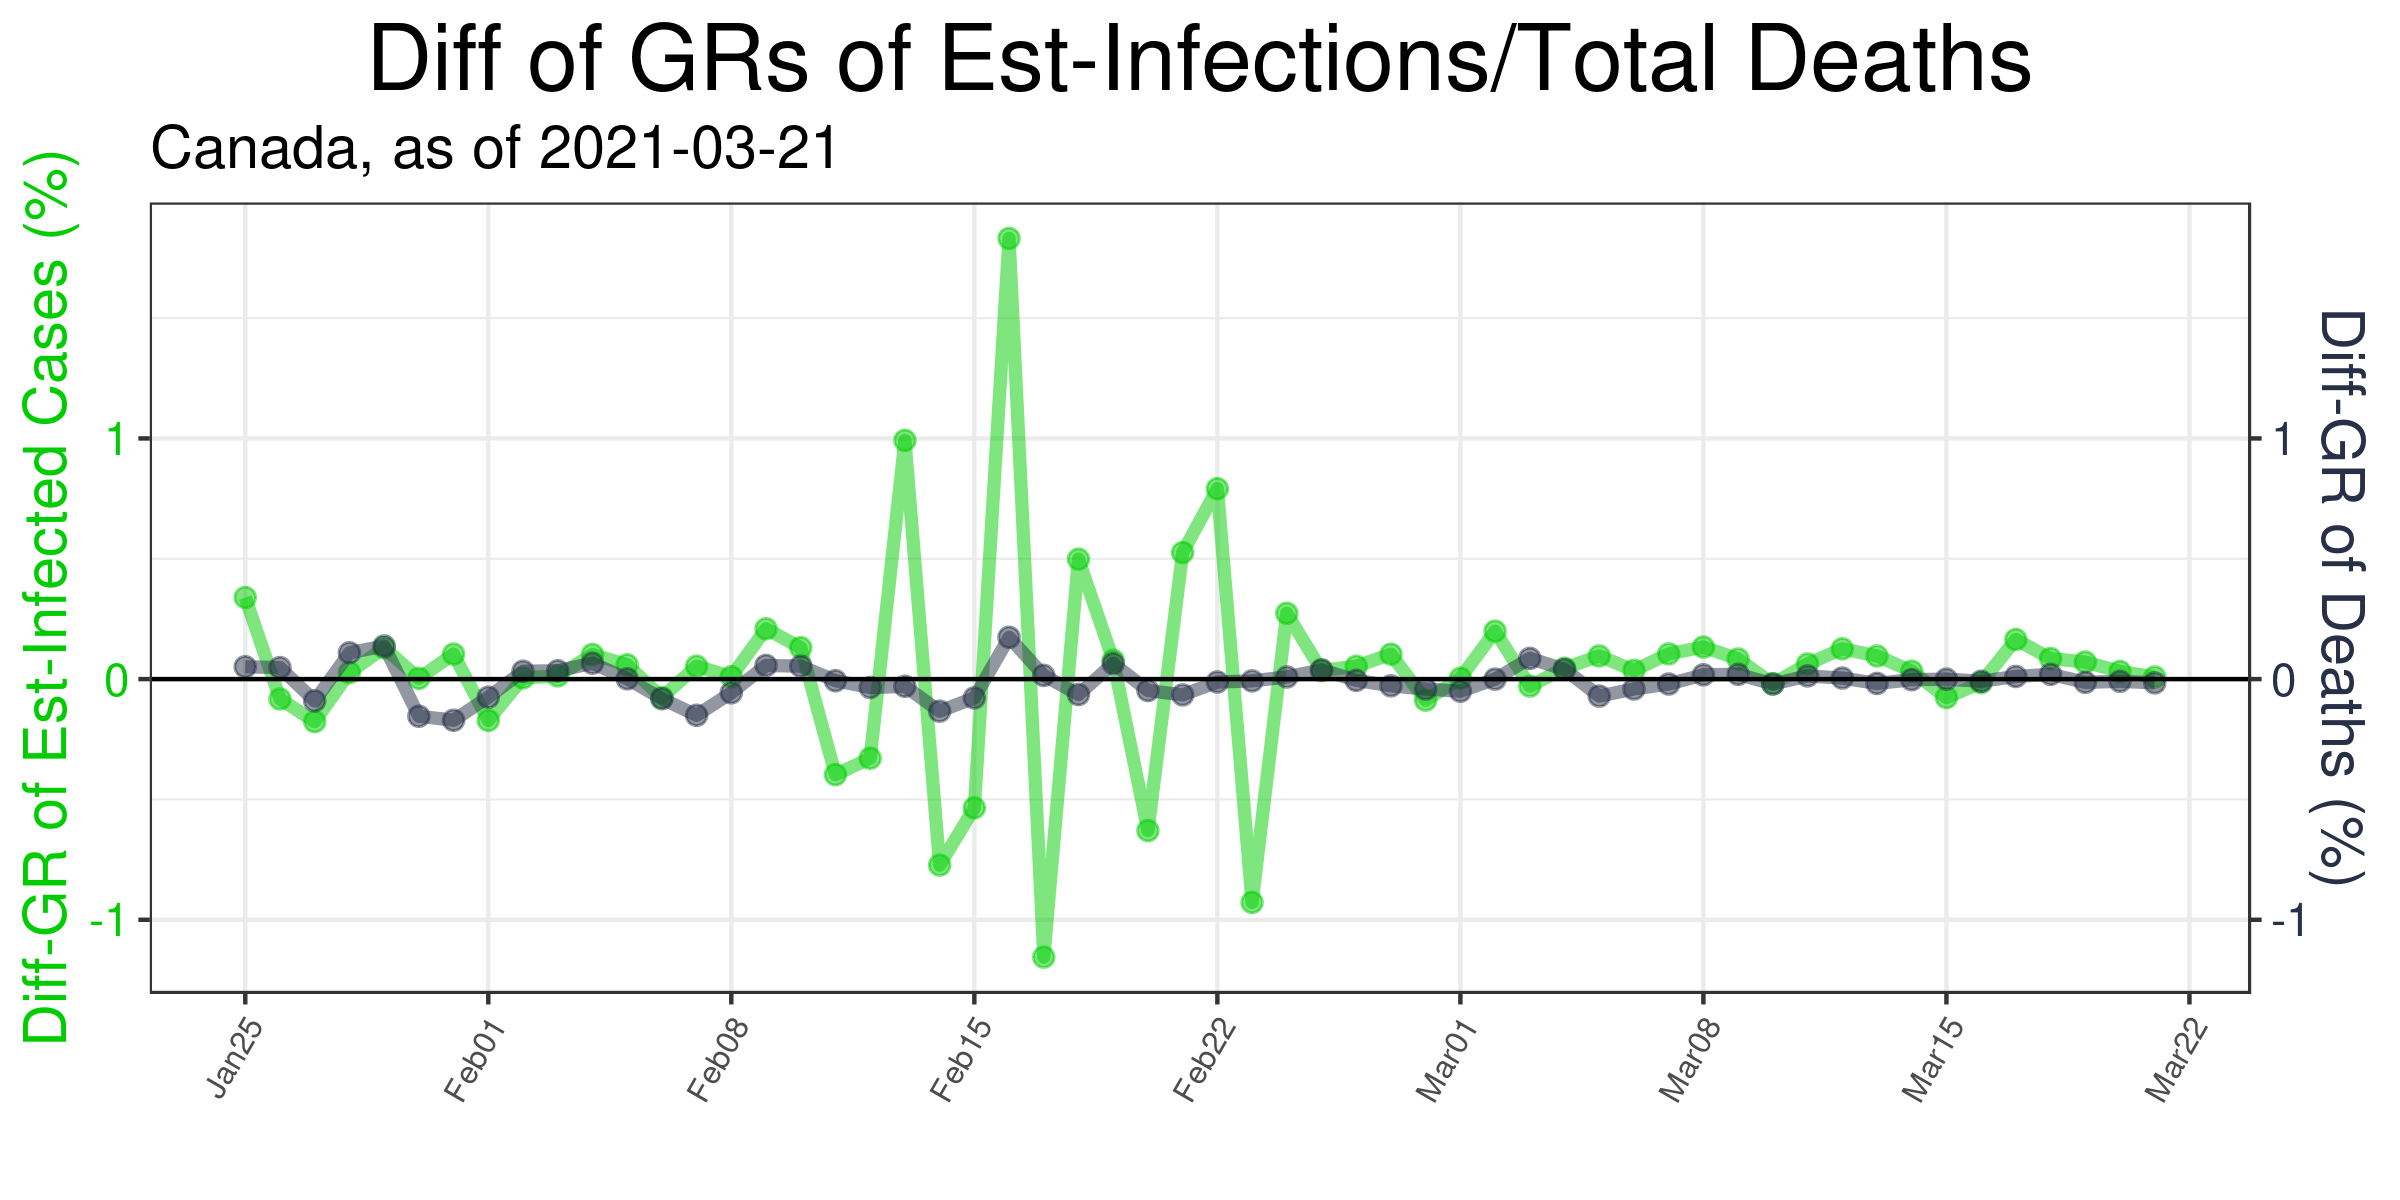 Diff of GRs of Est-Infections/Total Deaths
Canada, as of 2021-03-21
Diff-GR of Est-Infected Cases (%)
1
0
-1
1
0
-1
Diff-GR of Deaths (%)
Jan25
Feb01
Feb08
Feb15
Feb22
Mar01
Mar08
Mar15
Mar22